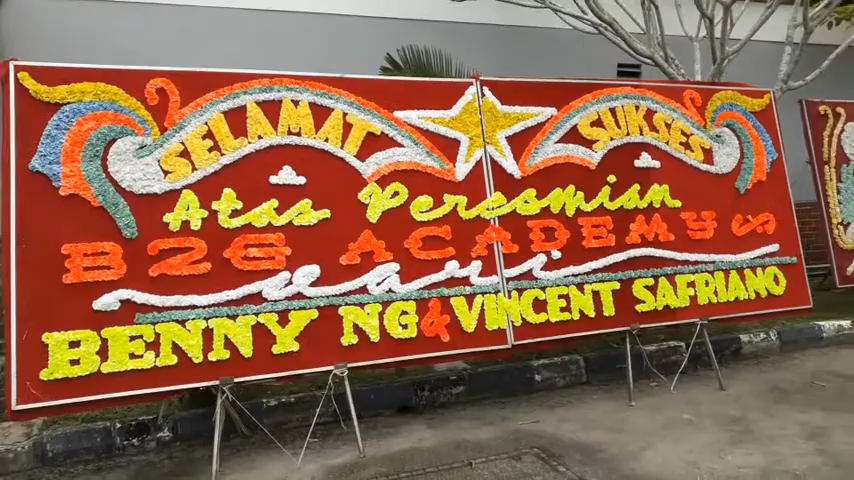 SELAMAT SUKSES
Atas Peresmian
B2G ACADEMY
Dari
BENNY NG & VINCENT SAFRIANO